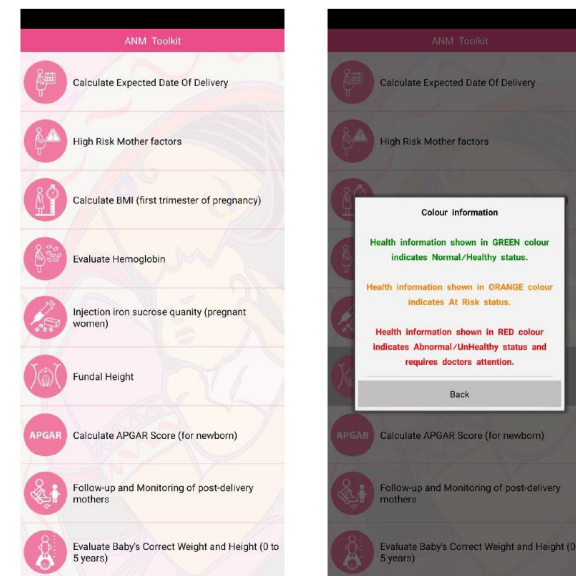 ANM Toolkit
Calculate Expected Date Of Delivery
High Risk Mother factors
Calculate BMI (first trimester of pregnancy)
Evaluate Hemoglobin
Injection iron sucrose quanity (pregnant
women)
Fundal Height
APGAR
Calculate APGAR Score (for newborn)
Follow-up and Monitoring of post-delivery
mothers
Evaluate Baby's Correct Weight and Height (0 to
5 years)
ANM Toolkit
Calculate Expected Date Of Delivery
High Risk Mother factors
Colour information
Health information shown in GREEN colour
indicates Normal/Healthy status.
Health information shown in ORANGE colour
indicates At Risk status.
Health information shown in RED colour
indicates Abnormal/UnHealthy status and
requires doctors attention.
Back
APGAR
Calculate APGAR Score (for newborn)
Follow-up and Monitoring of post-delivery
mothers
Evaluate Baby's Correct Weight and Height (0
5 years)